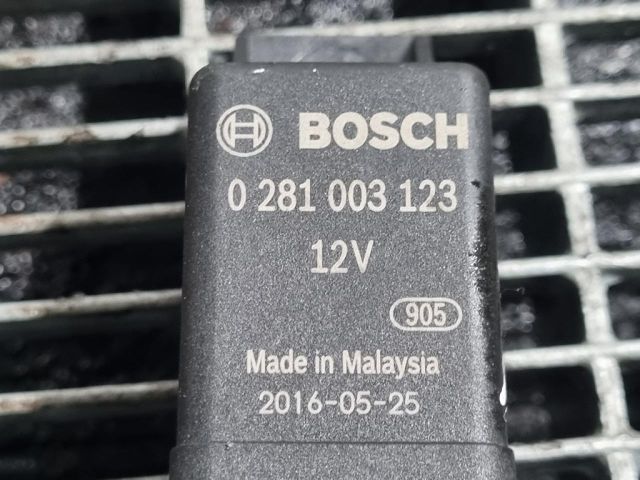 BOSCH
0 281 003 123
12V
905
Made in Malaysia
2016-05-25